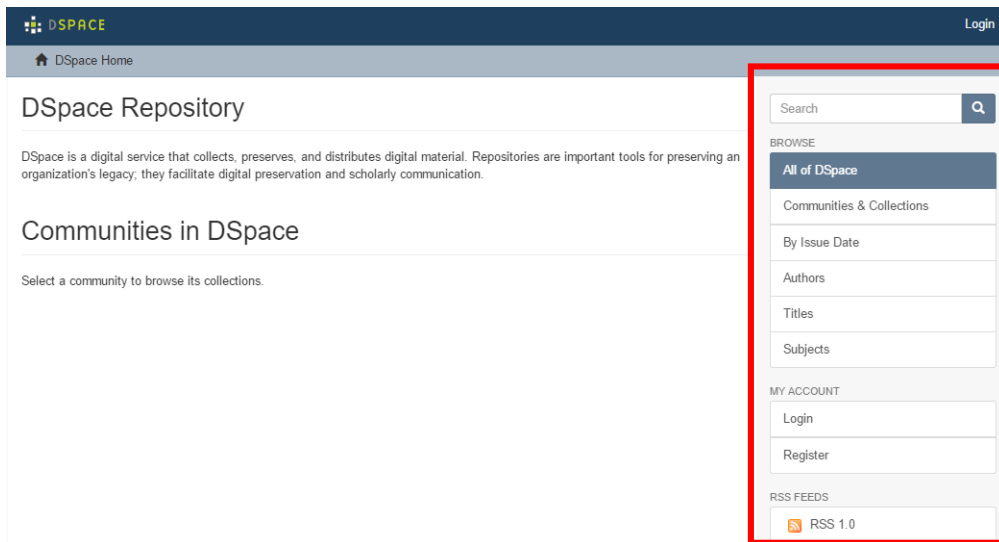 DSPACE
Login
DSpace Home
DSpace Repository
DSpace is a digital service that collects, preserves, and distributes digital material. Repositories are important tools for preserving an
organization's legacy; they facilitate digital preservation and scholarly communication.
Communities in DSpace
Select a community to browse its collections.
Search
BROWSE
All of DSpace
Communities & Collections
By Issue Date
Authors
Titles
Subjects
MY ACCOUNT
Login
Register
RSS FEEDS
RSS 1.0